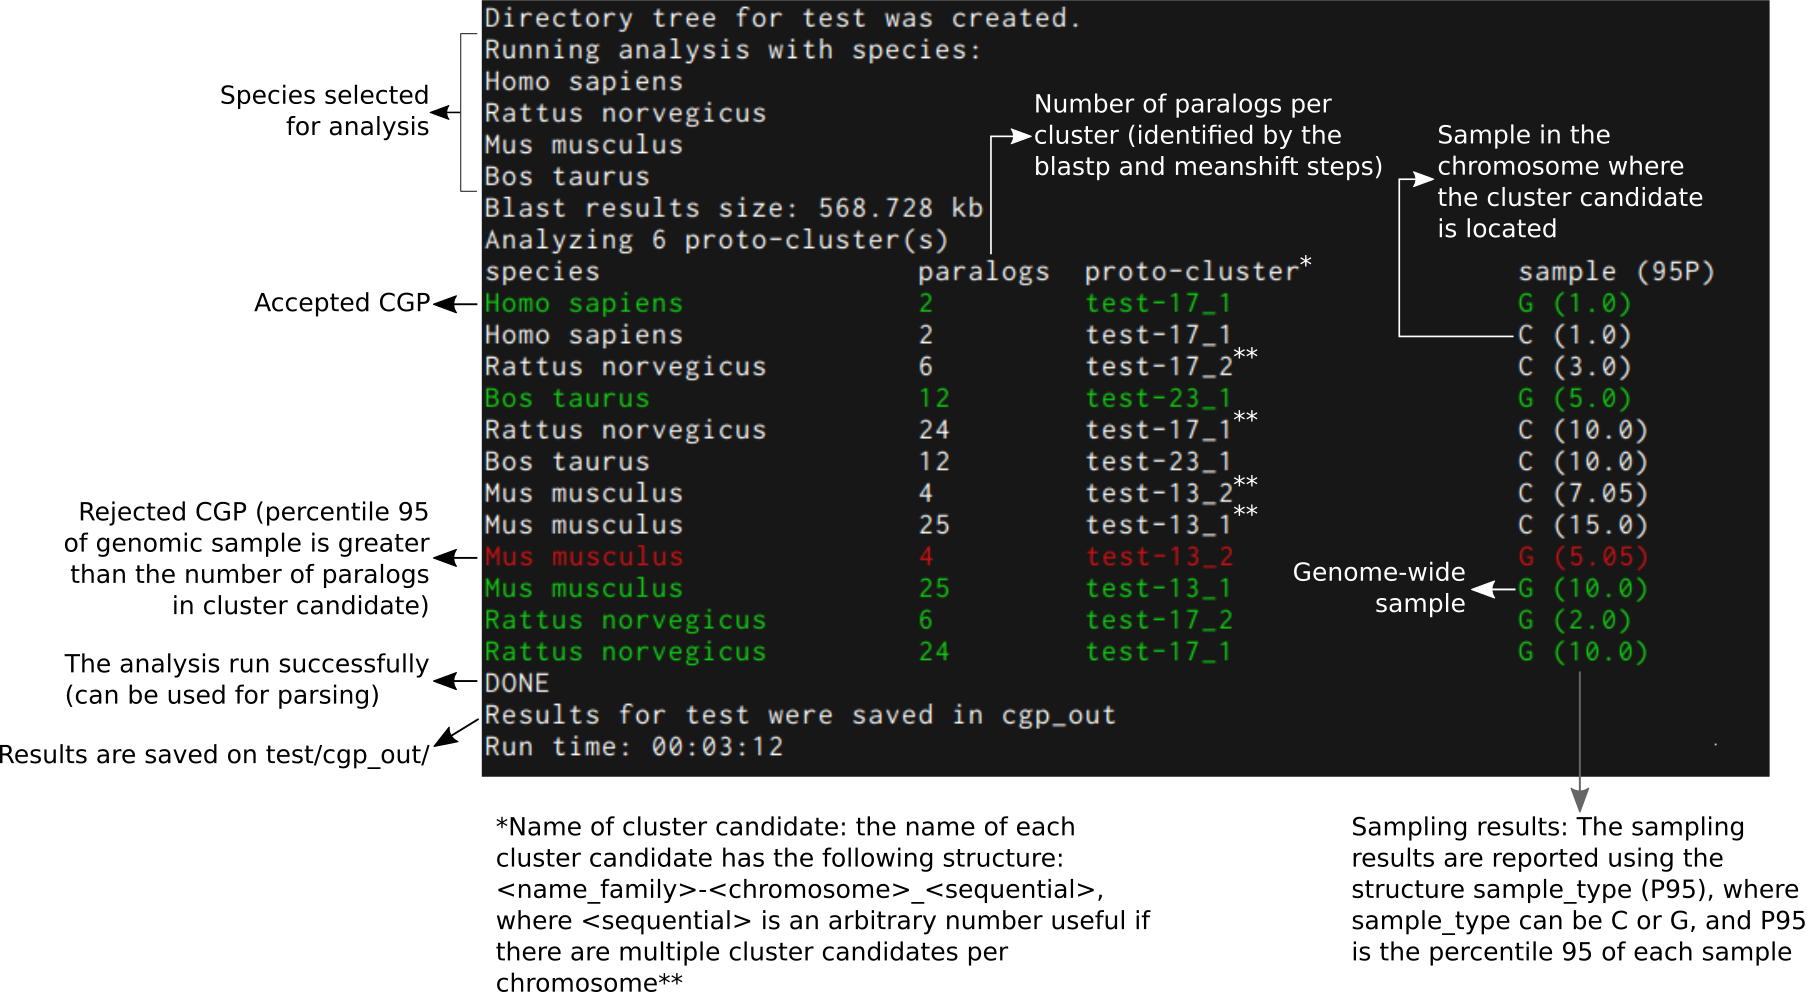 Directory tree for test was created.
Running analysis with species:
Homo sapiens
Rattus norvegicus
Mus musculus
Bos taurus
Blast results size: 568.728 kb
Analyzing 6 proto-cluster(s)
species paralogs proto-cluster* sample (95P)
Homo sapiens 2 test-17_1 G (1.0)
Homo sapiens 2 test-17_1 C (1.0)
Rattus norvegicus 6 test-17_2** C (3.0)
Bos taurus 12 test-23_1 G (5.0)
Rattus norvegicus 24 test-17_1** C (10.0)
Bos taurus 12 test-23_1 C (10.0)
Mus musculus 4 test-13_2** C (7.05)
Mus musculus 25 test-13_1** C (15.0)
Mus musculus 4 test-13_2 G (5.05)
Mus musculus 25 test-13_1 G (10.0)
Rattus norvegicus 6 test-17_2 G (2.0)
Rattus norvegicus 24 test-17_1 G (10.0)
DONE
Results for test were saved in cgp_out
Run time: 00:03:12
Species selected
for analysis
Accepted CGP
Rejected CGP (percentile 95
of genomic sample is greater
than the number of paralogs
in cluster candidate)
The analysis run successfully
(can be used for parsing)
Results are saved on test/cgp_out/
Number of paralogs per
cluster (identified by the
blastp and meanshift steps)
Sample in the
chromosome where
the cluster candidate
is located
Genome-wide
sample
*Name of cluster candidate: the name of each
cluster candidate has the following structure:
<name_family>-<chromosome>_<sequential>,
where <sequential> is an arbitrary number useful if
there are multiple cluster candidates per
chromosome**
Sampling results: The sampling
results are reported using the
structure sample_type (P95), where
sample_type can be C or G, and P95
is the percentile 95 of each sample